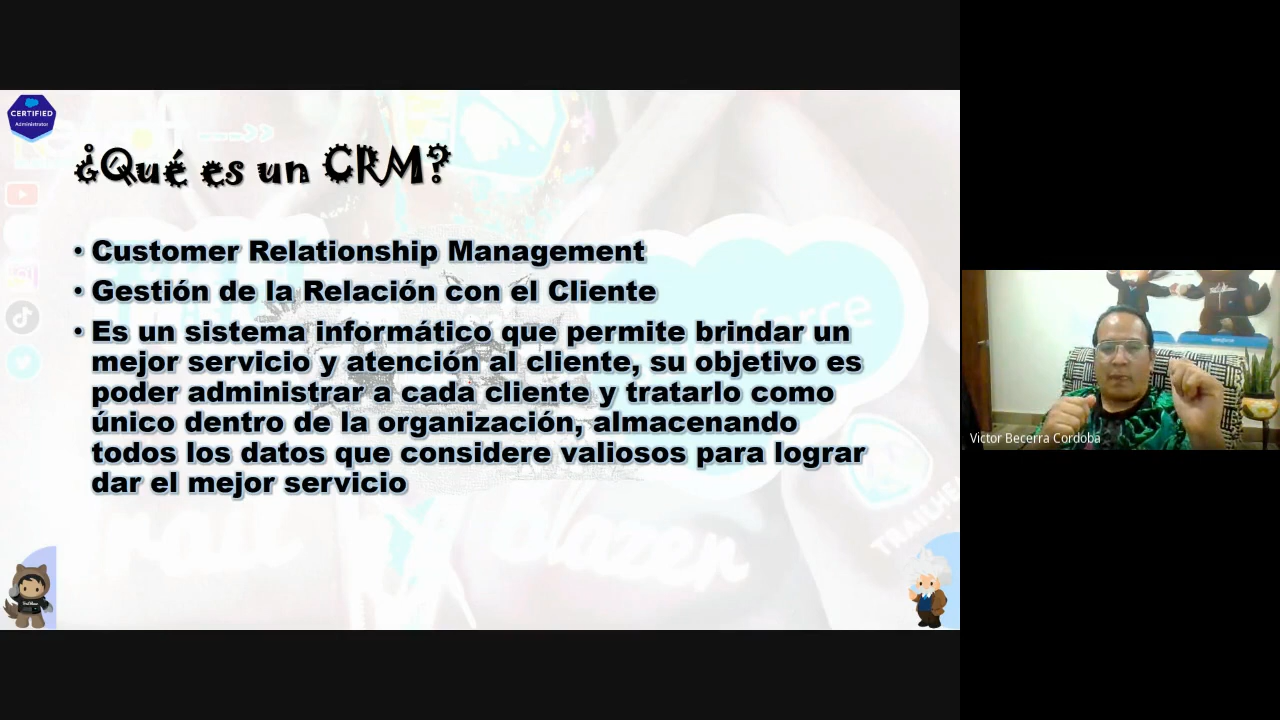 CERTIFIED
Administrator
¿Qué es un CRM?
• Customer Relationship Management
• Gestión de la Relación con el Cliente
• Es un sistema informático que permite brindar un
mejor servicio y atención al cliente, su objetivo es
poder administrar a cada cliente y tratarlo como
único dentro de la organización, almacenando
todos los datos que considere valiosos para lograr
dar el mejor servicio
trail
blazer
Victor Becerra Cordoba